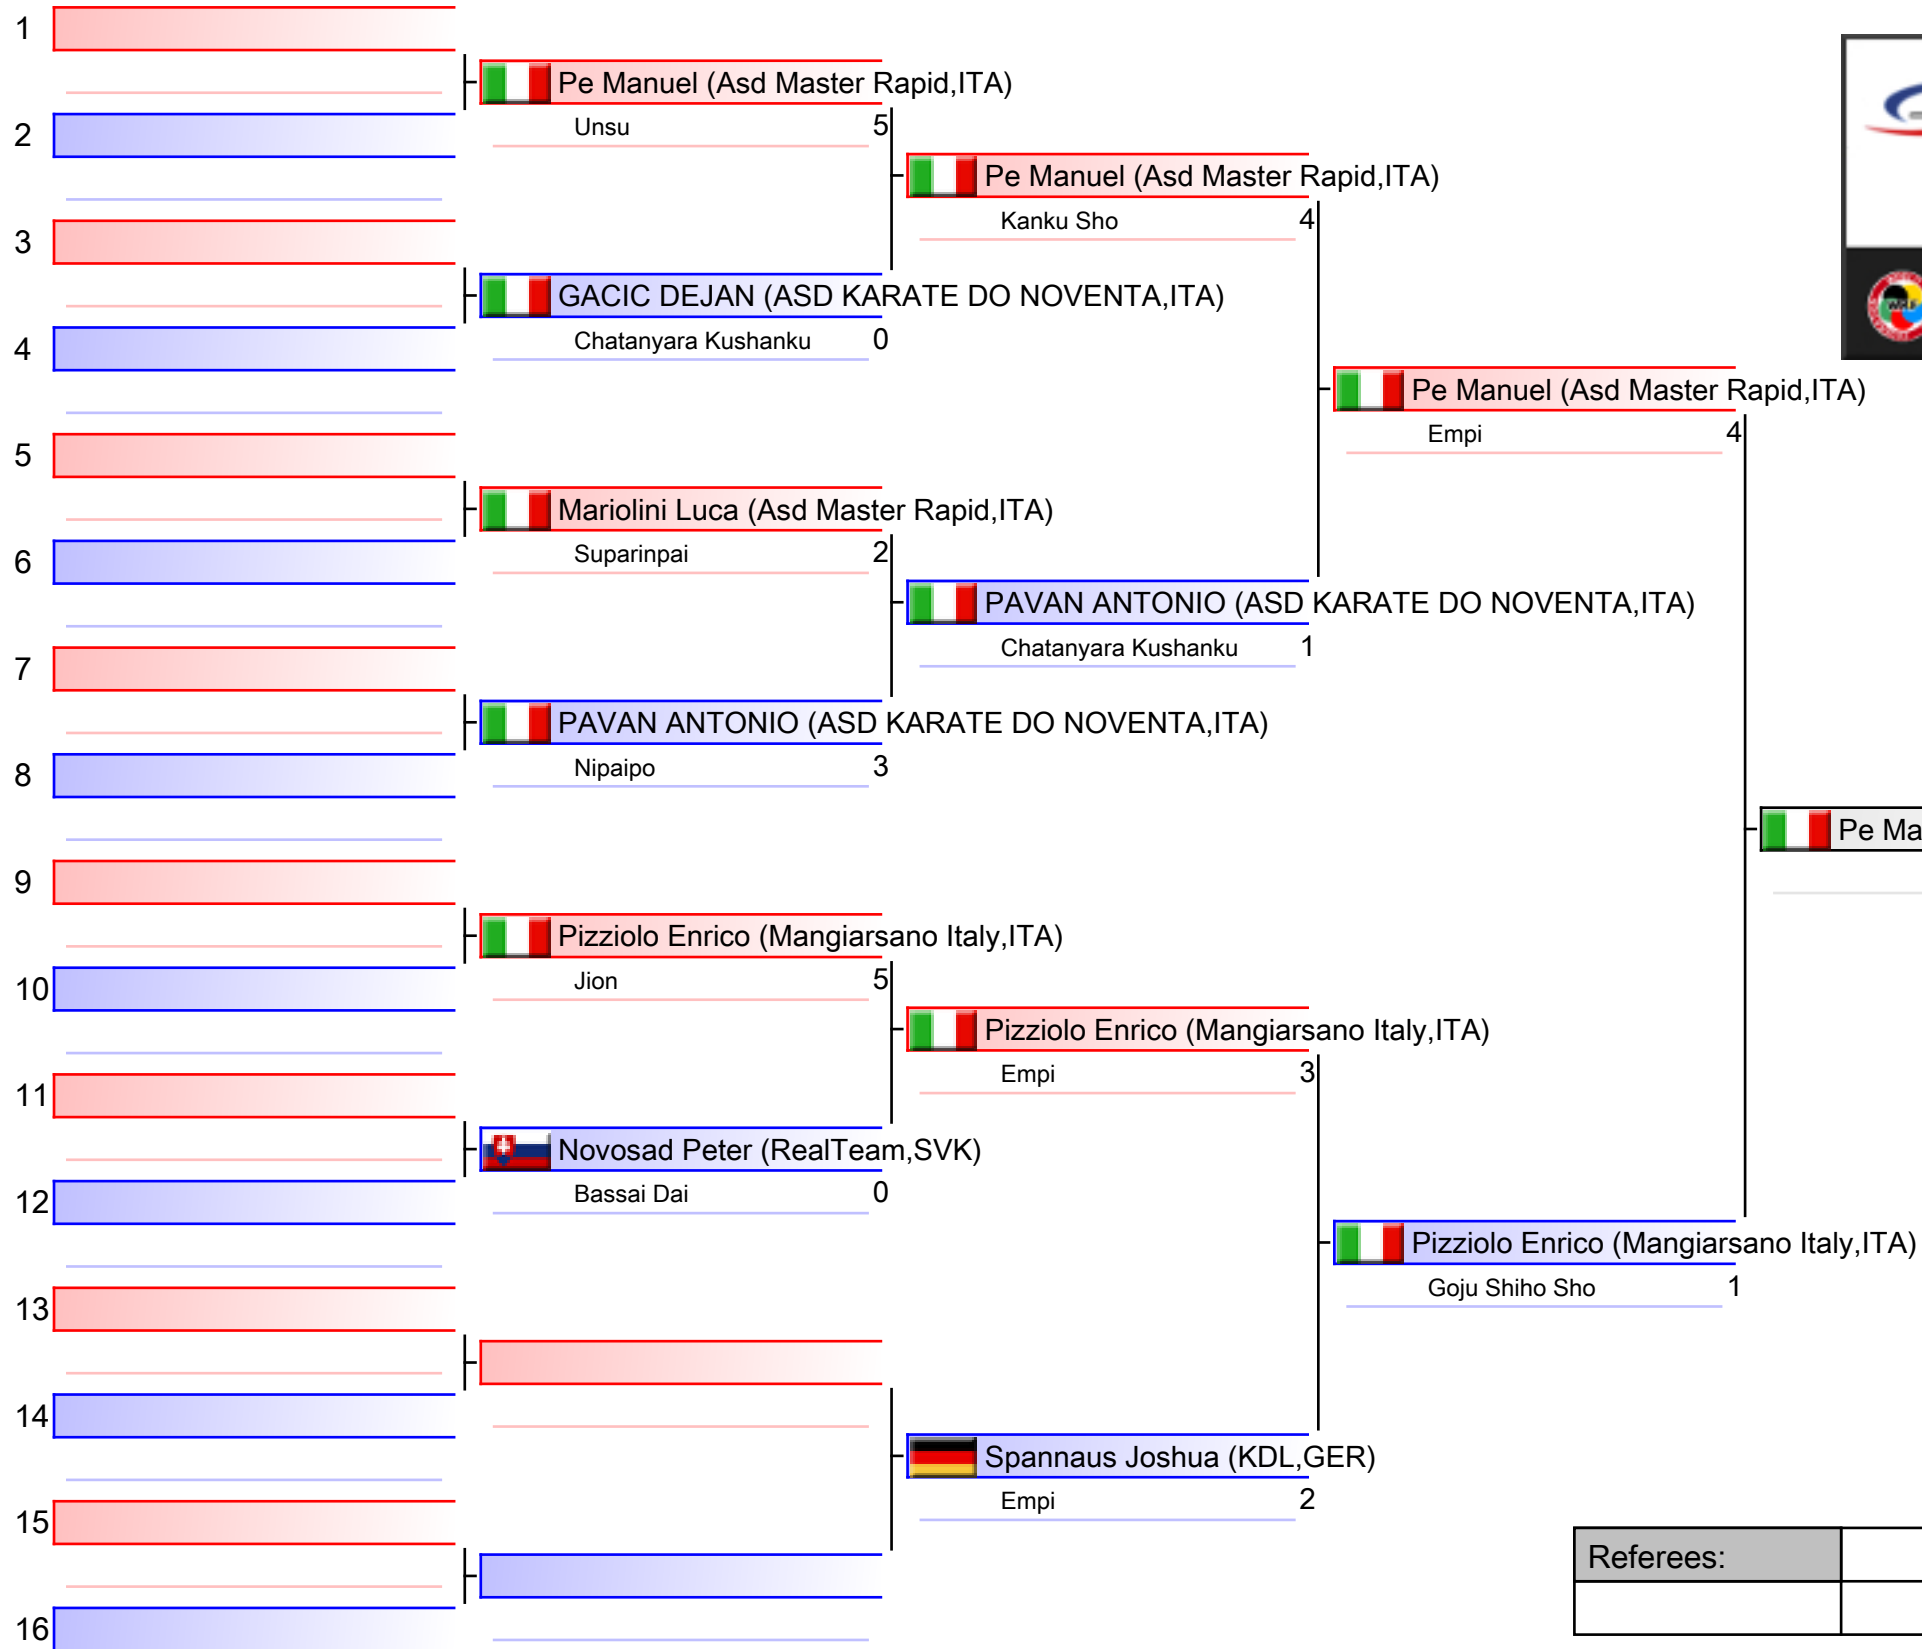 1
Pe Manuel (Asd Master Rapid,ITA)
Unsu 5
2
Pe Manuel (Asd Master Rapid,ITA)
Kanku Sho 4
3
GACIC DEJAN (ASD KARATE DO NOVENTA,ITA)
Chatanyara Kushanku 0
4
Pe Manuel (Asd Master Rapid,ITA)
Empi 4
5
Mariolini Luca (Asd Master Rapid,ITA)
Suparinpai 2
6
PAVAN ANTONIO (ASD KARATE DO NOVENTA,ITA)
Chatanyara Kushanku 1
7
PAVAN ANTONIO (ASD KARATE DO NOVENTA,ITA)
Nipaipo 3
8
Pe Ma
9
Pizziolo Enrico (Mangiarsano Italy,ITA)
Jion 5
10
Pizziolo Enrico (Mangiarsano Italy,ITA)
Empi 3
11
Novosad Peter (RealTeam,SVK)
Bassai Dai 0
12
Pizziolo Enrico (Mangiarsano Italy,ITA)
Goju Shiho Sho 1
13
14
Spannaus Joshua (KDL,GER)
Empi 2
15
Referees:
16